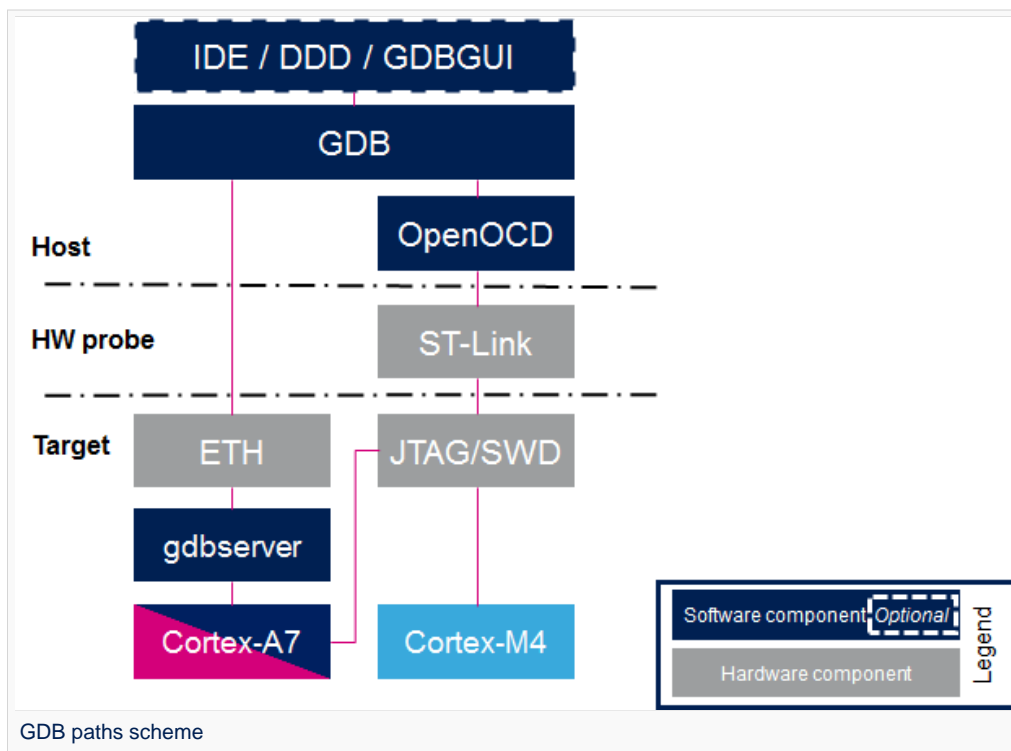 IDE / DDD / GDBGUI
GDB
OpenOCD
Host
HW probe
ST-Link
Target
ETH
JTAG/SWD
gdbserver
Cortex-A7
Cortex-M4
Software component
Optional
Hardware component
Legend
GDB paths scheme